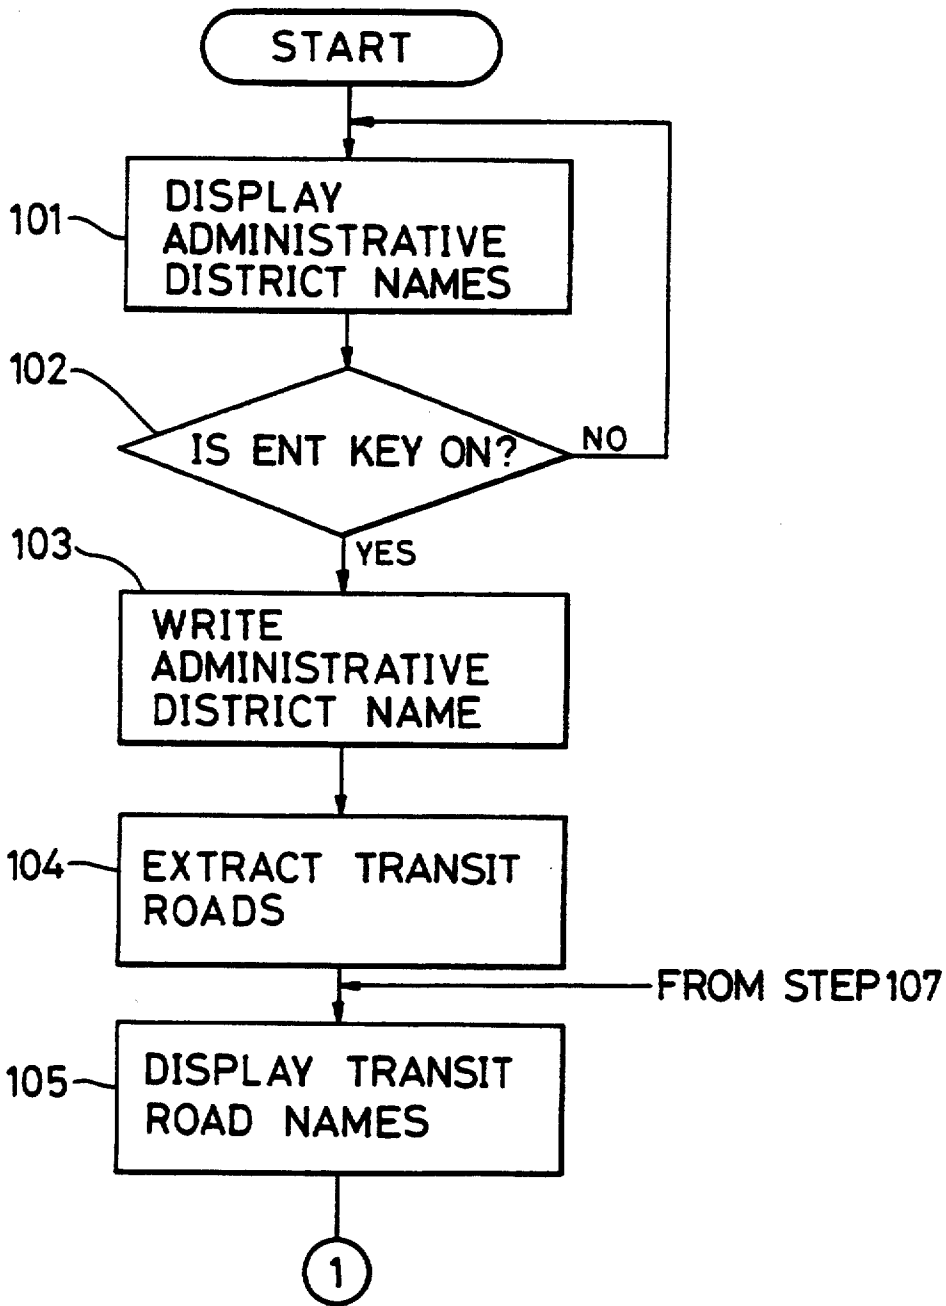 START
101
DISPLAY
ADMINISTRATIVE
DISTRICT NAMES
102
IS ENT KEY ON?
NO
YES
103
WRITE
ADMINISTRATIVE
DISTRICT NAME
104
EXTRACT TRANSIT
ROADS
FROM STEP 107
105
DISPLAY TRANSIT
ROAD NAMES
1